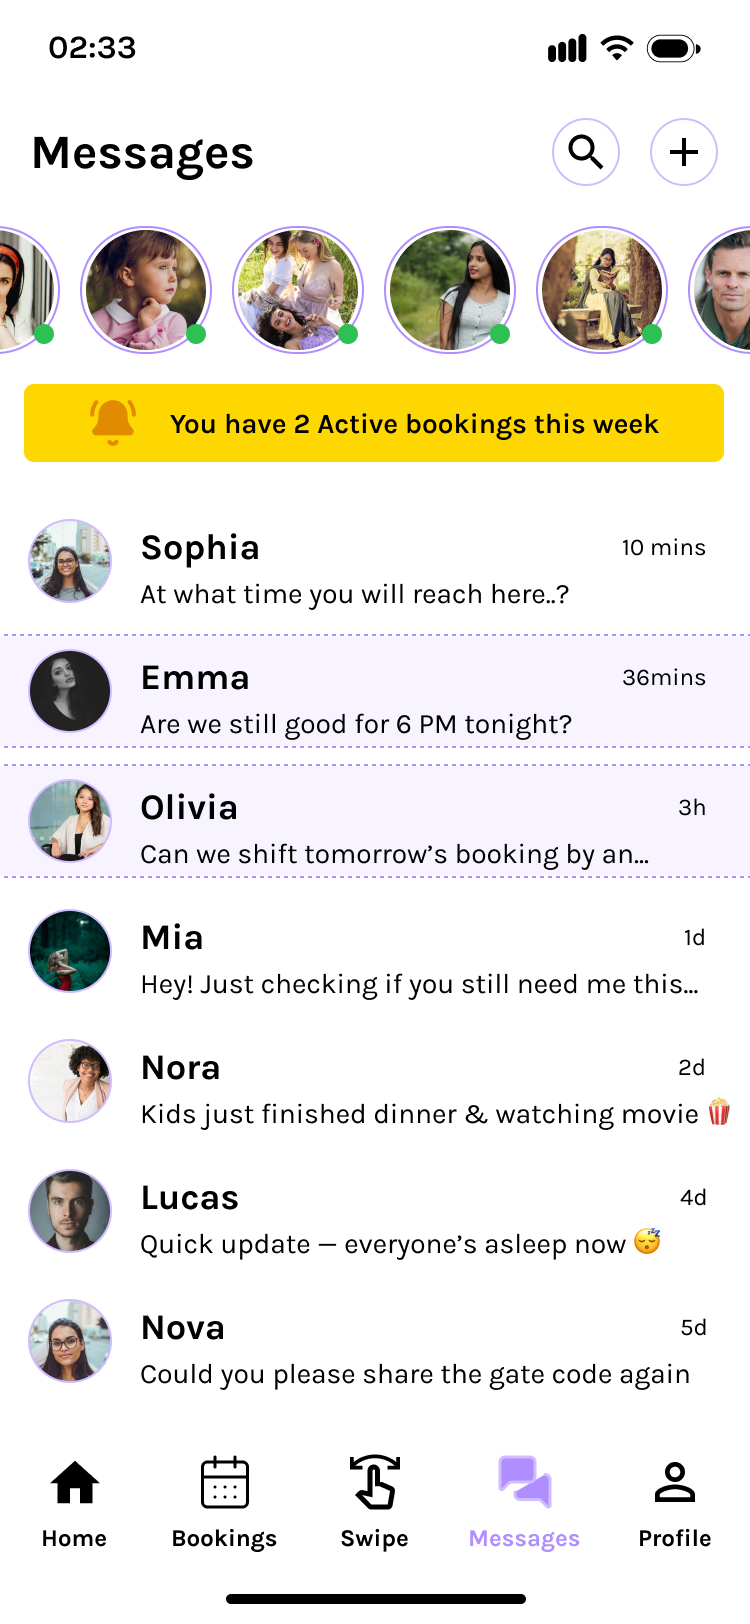 02:33
Messages
You have 2 Active bookings this week
Sophia
10 mins
At what time you will reach here..?
Emma
36mins
Are we still good for 6 PM tonight?
Olivia
3h
Can we shift tomorrow’s booking by an...
Mia
1d
Hey! Just checking if you still need me this...
Nora
2d
Kids just finished dinner & watching movie 🍿
Lucas
4d
Quick update — everyone’s asleep now 😴
Nova
5d
Could you please share the gate code again
Home
Bookings
Swipe
Messages
Profile